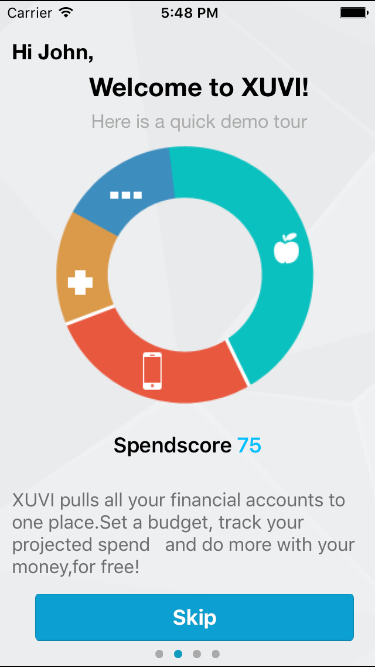 Carrier 5:48 PM
Hi John,
Welcome to XUVI!
Here is a quick demo tour
Spendscore 75
XUVI pulls all your financial accounts to
one place.Set a budget, track your
projected spend   and do more with your
money,for free!
Skip